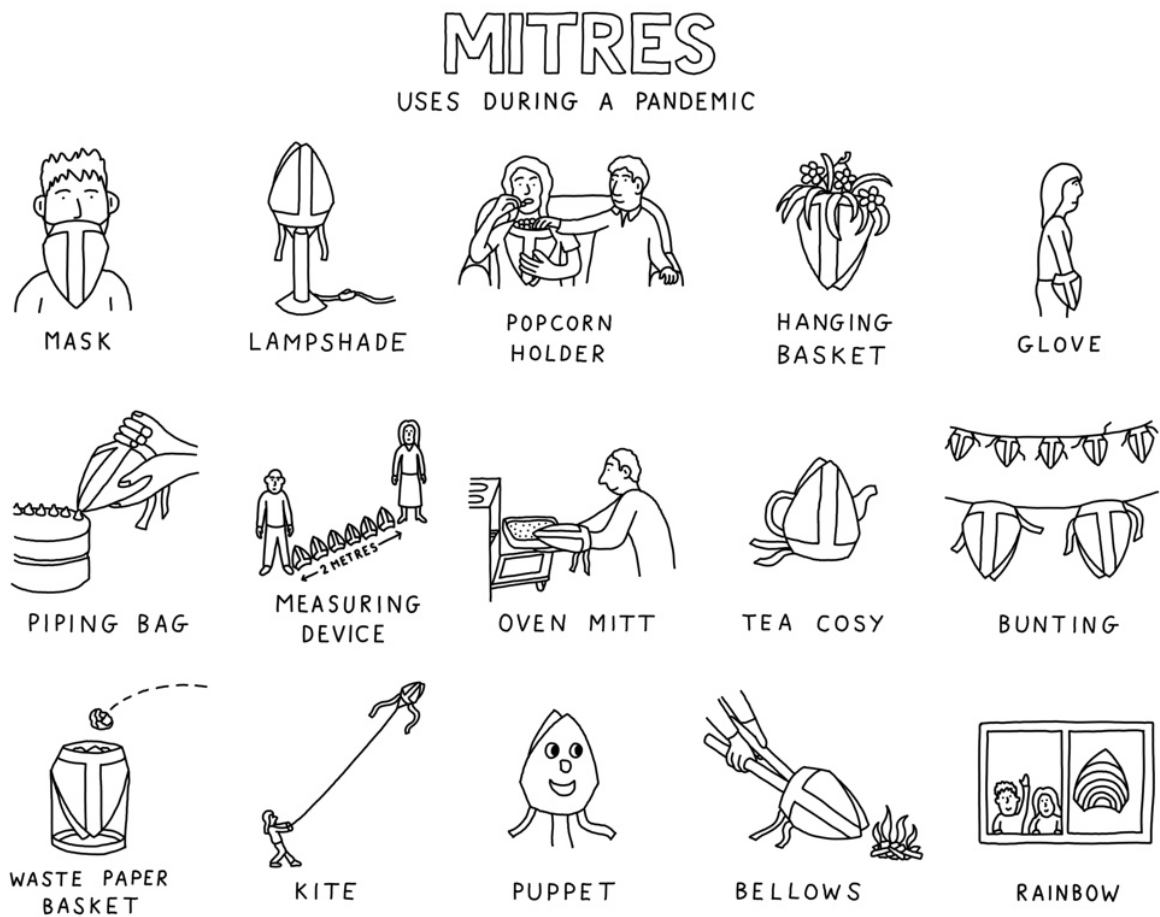 MITRES
USES DURING A PANDEMIC
MASK
LAMPSHADE
POPCORN
HOLDER
HANGING
BASKET
GLOVE
PIPING BAG
2 METRES
MEASURING
DEVICE
OVEN MITT
TEA COSY
BUNTING
WASTE PAPER
BASKET
KITE
PUPPET
BELLOWS
RAINBOW